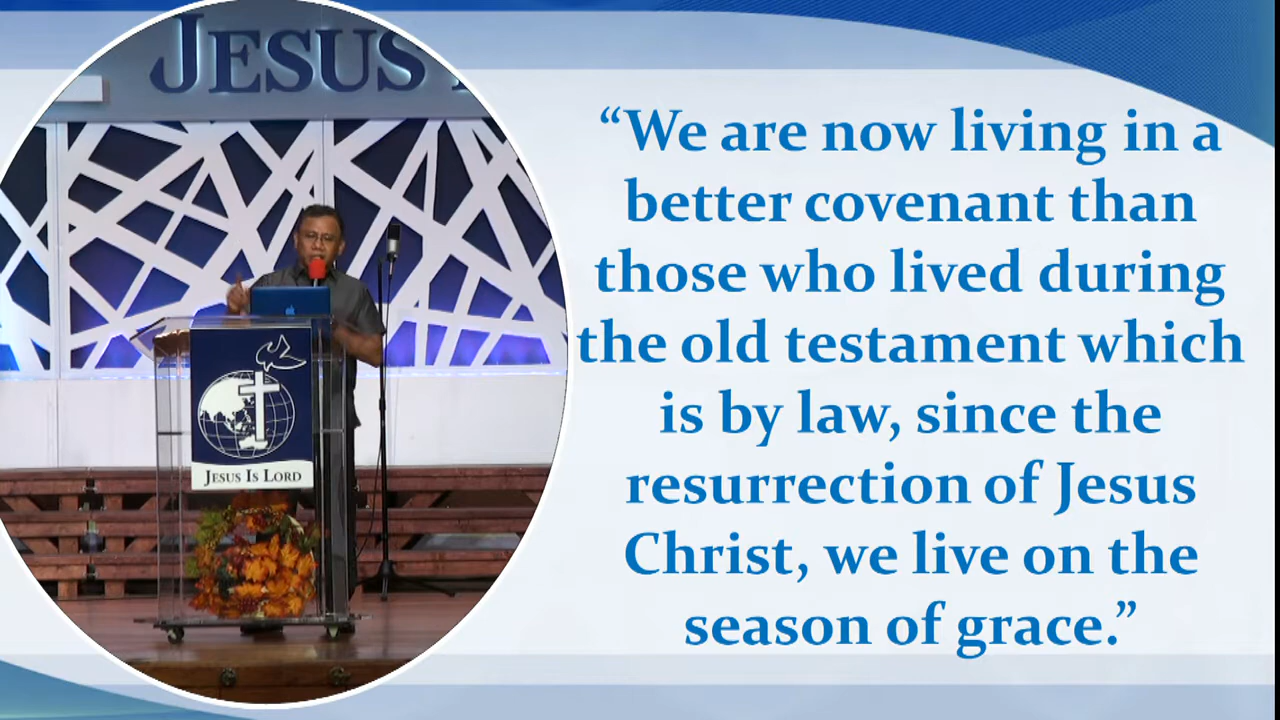 JESUS
“We are now living in a
better covenant than
those who lived during
the old testament which
is by law, since the
resurrection of Jesus
Christ, we live on the
season of grace.”
JESUS IS LORD